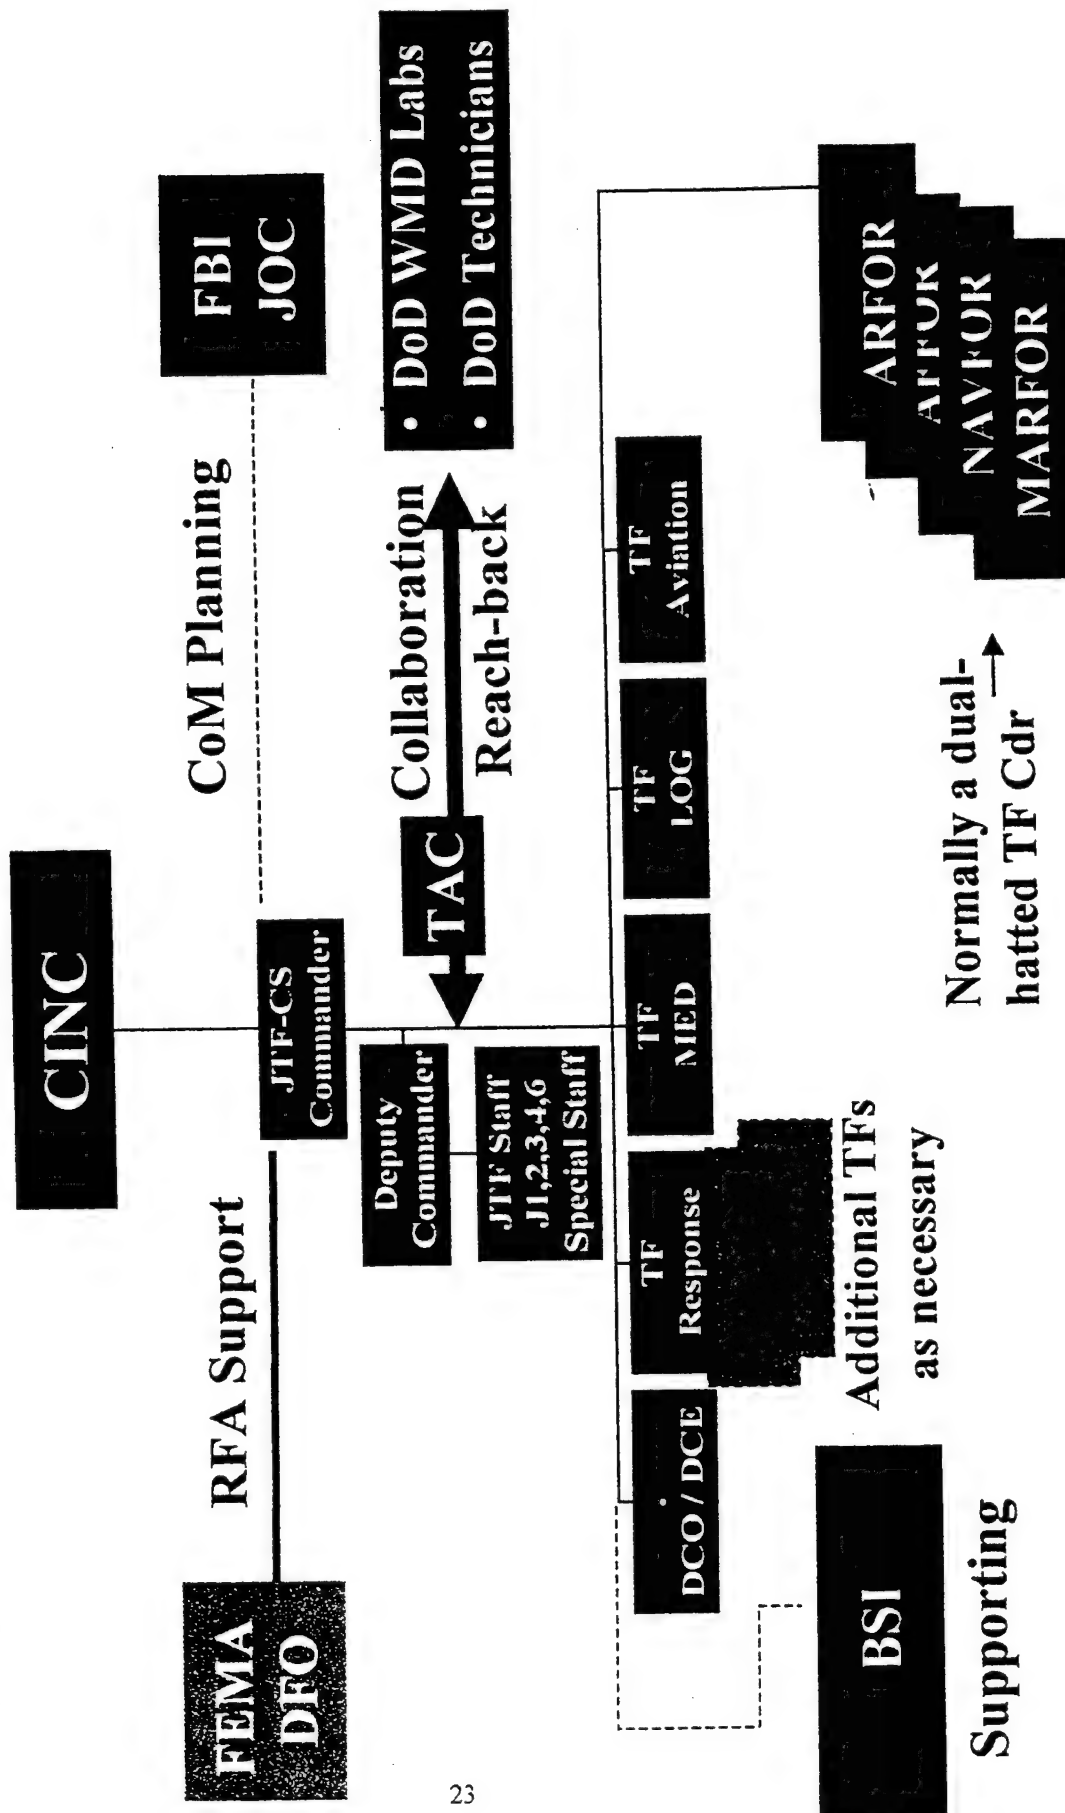 CINC
FEMA
DFO
RFA Support
JTF-CS
Commander
CoM Planning
FBI
JOC
Deputy
Commander
JTF Staff
J1,2,3,4,6
Special Staff
TAC
Collaboration
Reach-back
• DoD WMD Labs
• DoD Technicians
DCO / DCE
TF
Response
TF
MED
TF
LOG
TF
Aviation
Additional TFs
as necessary
BSI
Supporting
Normally a dual-
hatted TF Cdr
ARFOR
AFFOR
NAVFOR
MARFOR
23